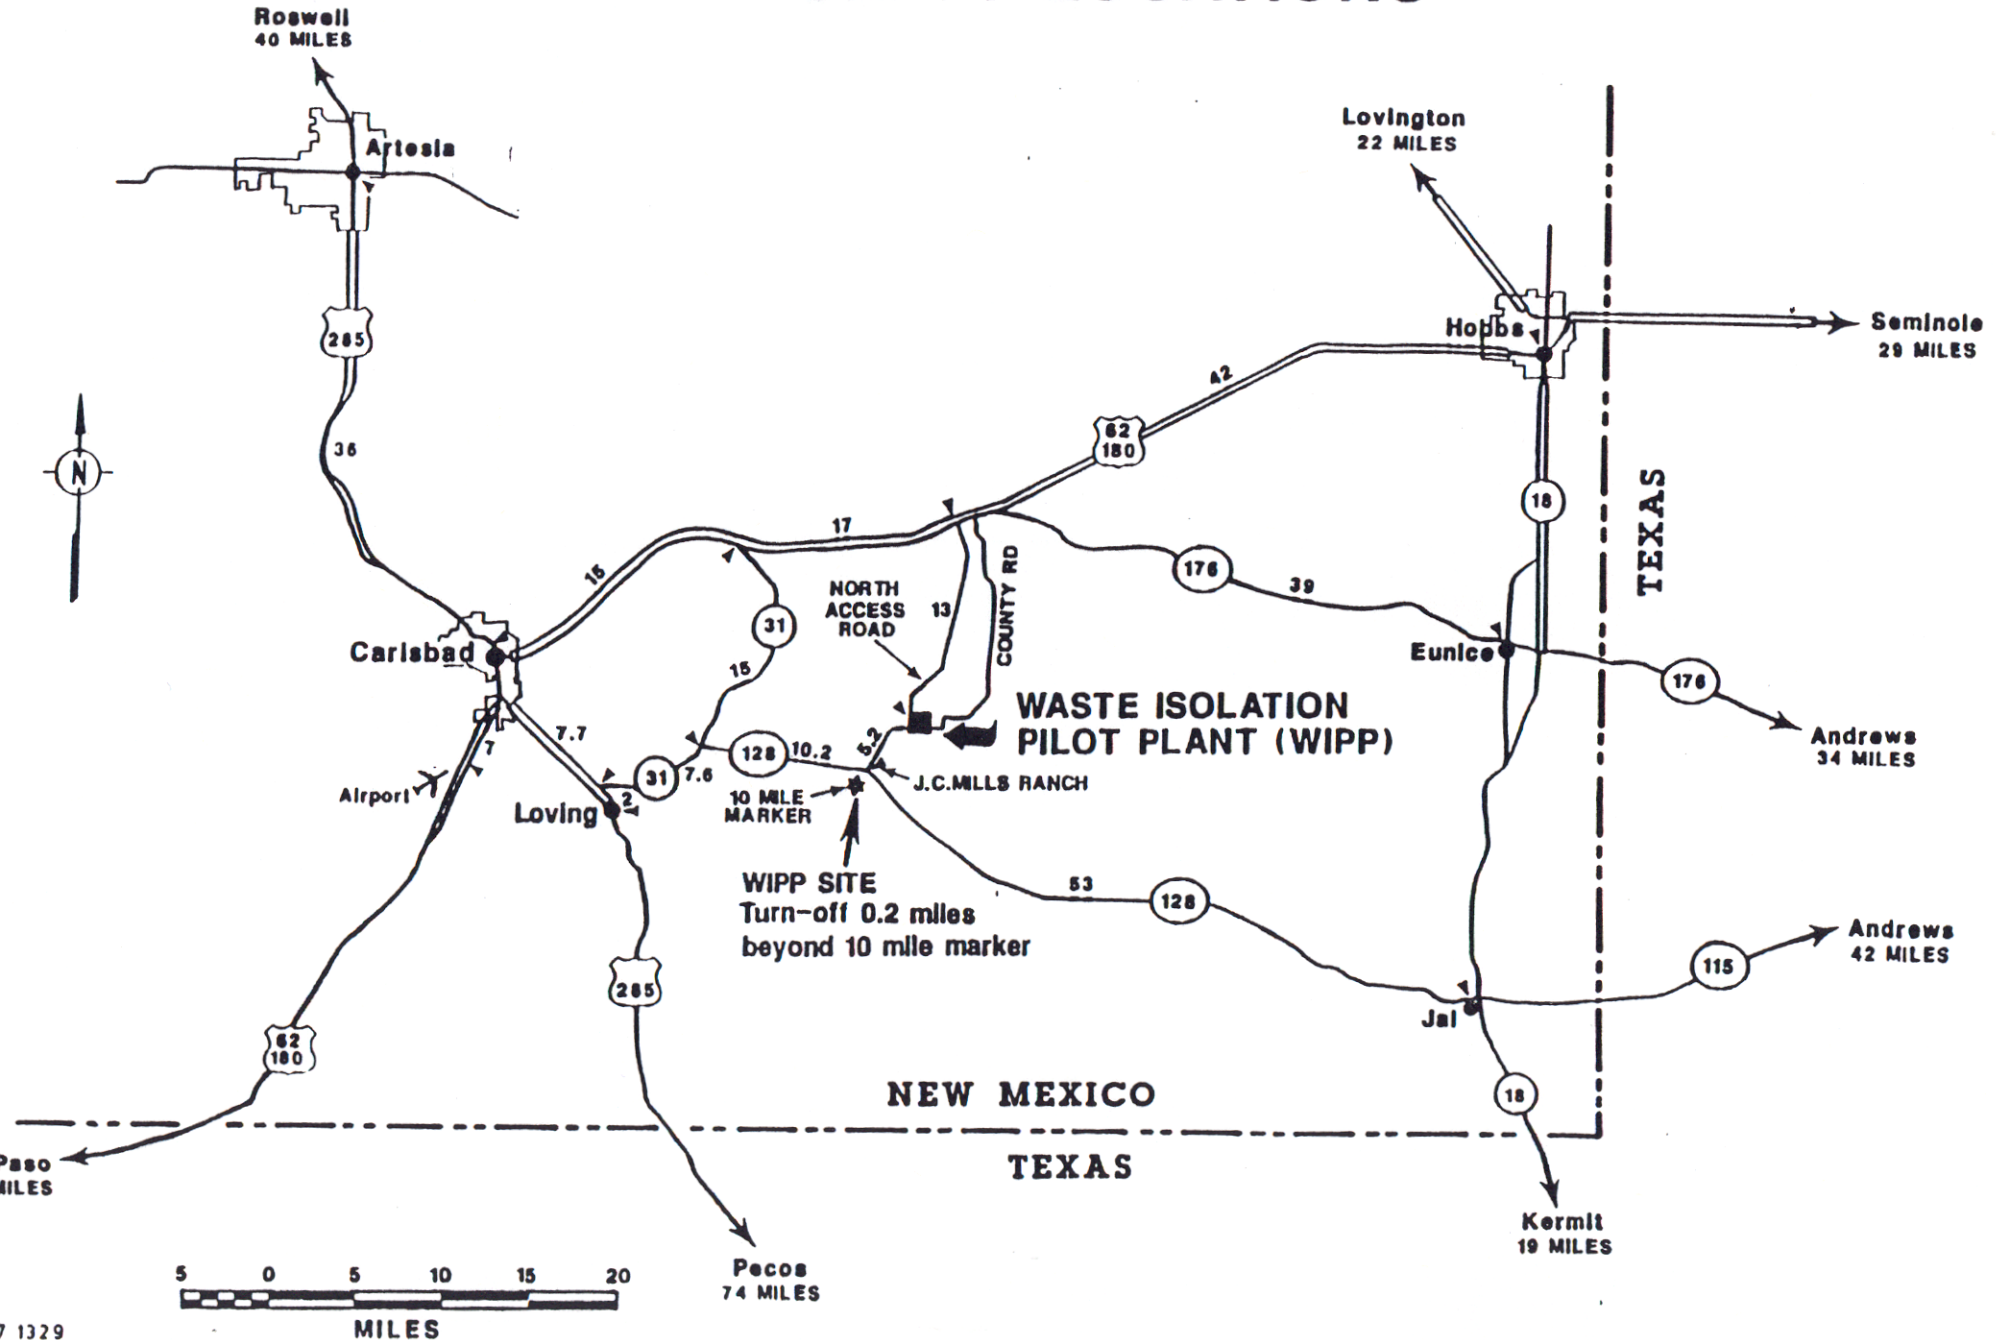 Roswell
40 MILES
Artesia
Lovington
22 MILES
Hobbs
Seminole
29 MILES
285
36
42
62
180
18
TEXAS
17
15
NORTH
ACCESS
ROAD
13
COUNTY RD
176
39
31
15
Carlsbad
Eunice
176
Andrews
34 MILES
WASTE ISOLATION
PILOT PLANT (WIPP)
7.7
7
128
10.2
5.2
31
7.6
Airport
Loving
2
10 MILE
MARKER
J.C.MILLS RANCH
WIPP SITE
Turn-off 0.2 miles
beyond 10 mile marker
53
128
Andrews
42 MILES
115
Jal
285
62
180
NEW MEXICO
18
TEXAS
Paso
MILES
Kermit
19 MILES
Pecos
74 MILES
5 0 5 10 15 20
MILES
7 1329
N